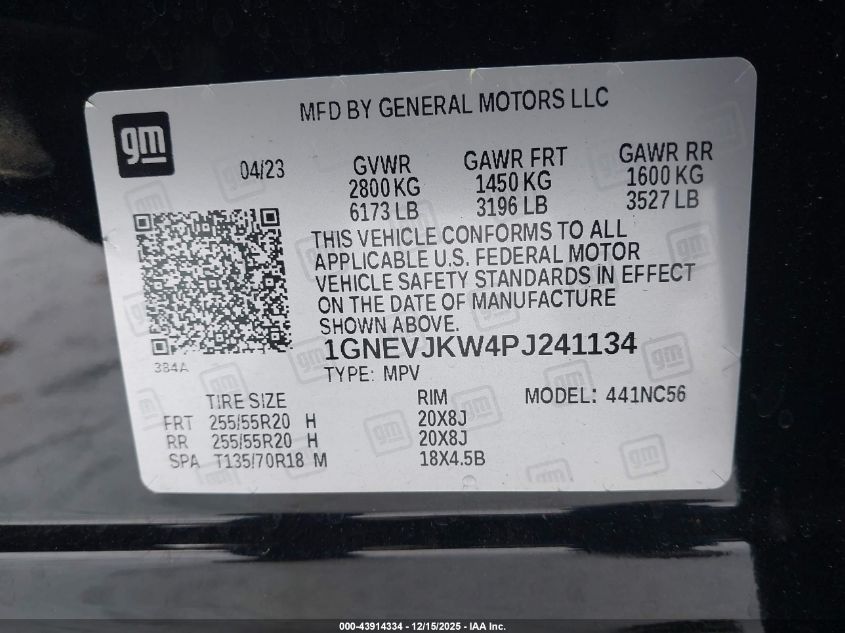 MFD BY GENERAL MOTORS LLC
gm
04/23 GVWR GAWR FRT GAWR RR
2800 KG 1450 KG 1600 KG
6173 LB 3196 LB 3527 LB
THIS VEHICLE CONFORMS TO ALL
APPLICABLE U.S. FEDERAL MOTOR
VEHICLE SAFETY STANDARDS IN EFFECT
ON THE DATE OF MANUFACTURE
SHOWN ABOVE.
1GNEVJKW4PJ241134
3B4A
TYPE: MPV
TIRE SIZE RIM MODEL: 441NC56
FRT 255/55R20 H 20X8J
RR 255/55R20 H 20X8J
SPA T135/70R18 M 18X4.5B
000-43914334 - 12/15/2025 - IAA Inc.